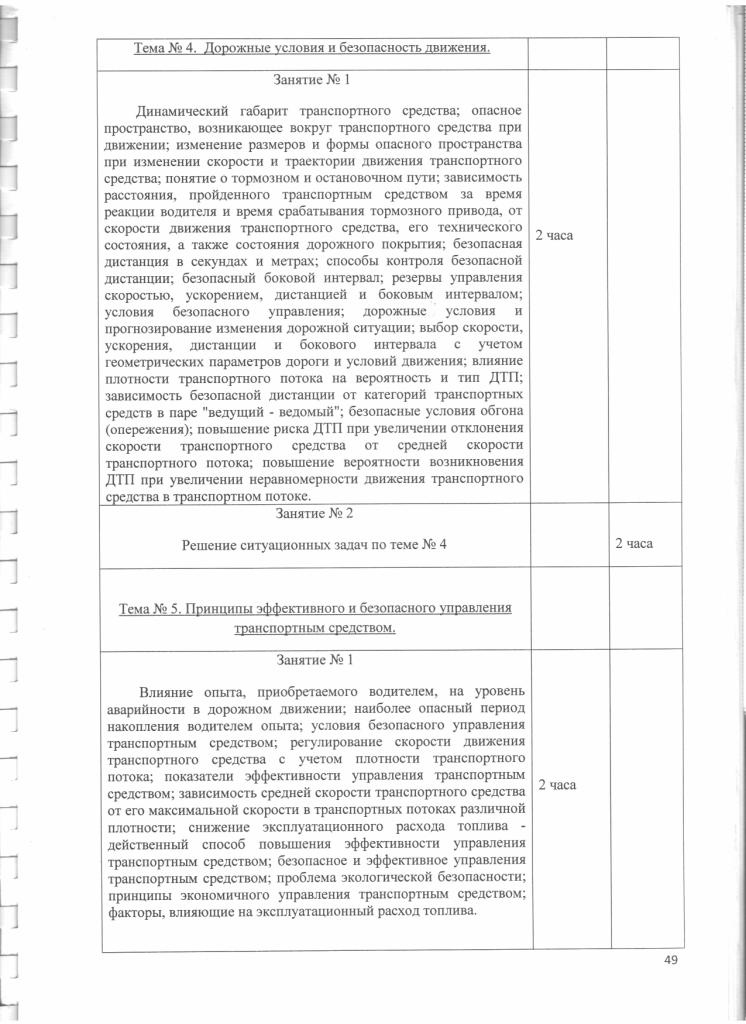 Тема № 4. Дорожные условия и безопасность движения.
Занятие № 1
Динамический габарит транспортного средства; опасное
пространство, возникающее вокруг транспортного средства при
движении; изменение размеров и формы опасного пространства
при изменении скорости и траектории движения транспортного
средства; понятие о тормозном и остановочном пути; зависимость
расстояния, пройденного транспортным средством за время
реакции водителя и время срабатывания тормозного привода, от
скорости движения транспортного средства, его технического
состояния, а также состояния дорожного покрытия; безопасная
дистанция в секундах и метрах; способы контроля безопасной
дистанции; безопасный боковой интервал; резервы управления
скоростью, ускорением, дистанцией и боковым интервалом;
условия безопасного управления; дорожные условия и
прогнозирование изменения дорожной ситуации; выбор скорости,
ускорения, дистанции и бокового интервала с учетом
геометрических параметров дороги и условий движения; влияние
плотности транспортного потока на вероятность и тип ДТП;
зависимость безопасной дистанции от категорий транспортных
средств в паре "ведущий - ведомый"; безопасные условия обгона
(опережения); повышение риска ДТП при увеличении отклонения
скорости транспортного средства от средней скорости
транспортного потока; повышение вероятности возникновения
ДТП при увеличении неравномерности движения транспортного
средства в транспортном потоке.
2 часа
Занятие № 2
Решение ситуационных задач по теме № 4
2 часа
Тема № 5. Принципы эффективного и безопасного управления
транспортным средством.
Занятие № 1
Влияние опыта, приобретаемого водителем, на уровень
аварийности в дорожном движении; наиболее опасный период
накопления водителем опыта; условия безопасного управления
транспортным средством; регулирование скорости движения
транспортного средства с учетом плотности транспортного
потока; показатели эффективности управления транспортным
средством; зависимость средней скорости транспортного средства
от его максимальной скорости в транспортных потоках различной
плотности; снижение эксплуатационного расхода топлива -
действенный способ повышения эффективности управления
транспортным средством; безопасное и эффективное управления
транспортным средством; проблема экологической безопасности;
принципы экономичного управления транспортным средством;
факторы, влияющие на эксплуатационный расход топлива.
2 часа
49